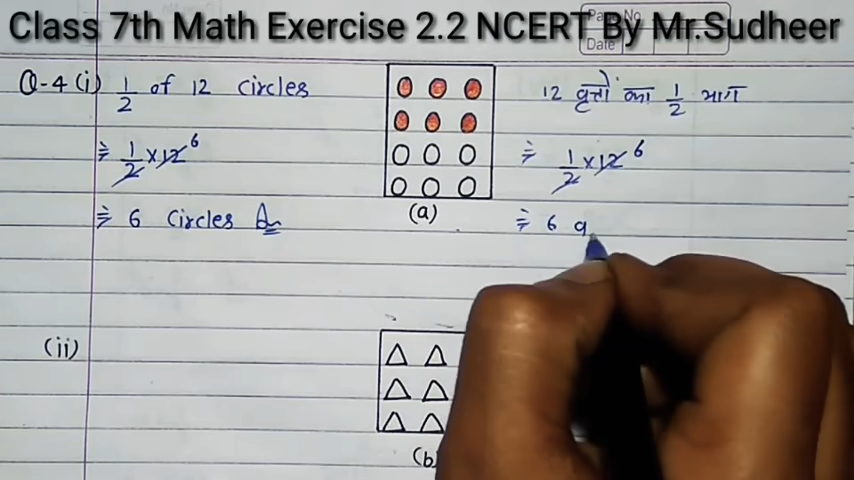 Class 7th Math Exercise 2.2 NCERT By Mr.Sudheer
Date
Q-4 (i) 1/2 of 12 circles
12 वृत्तों का 1/2 भाग
⇒ 1/2 × 12 6
⇒ 1/2 × 12 6
⇒ 6 circles Ans
(a)
⇒ 6 व
(ii)
(b